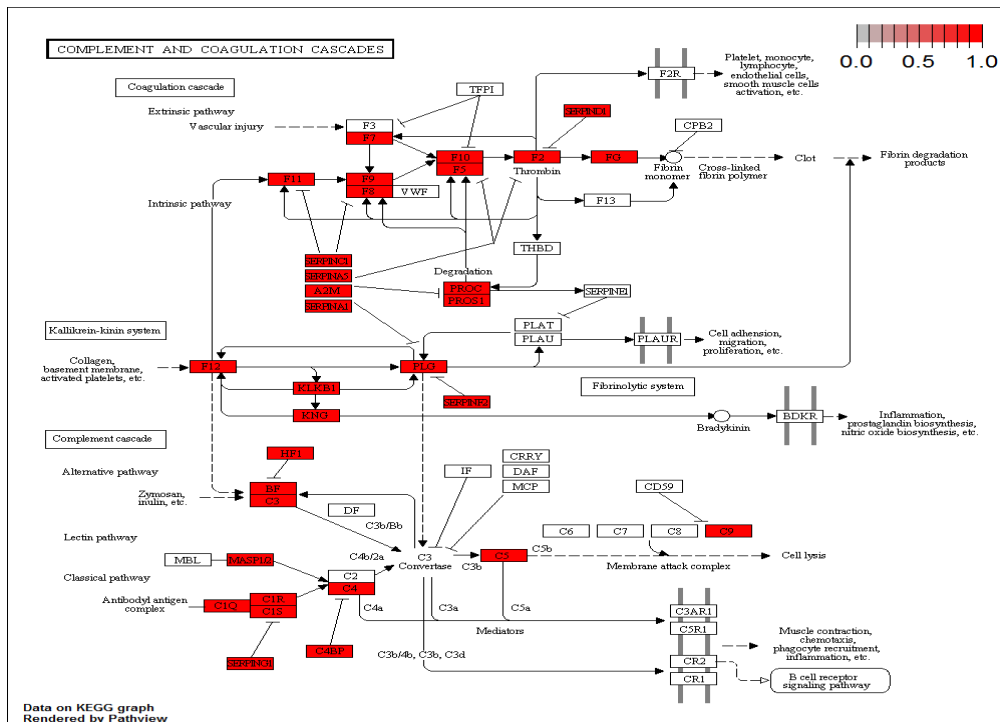 COMPLEMENT AND COAGULATION CASCADES
0.0 0.5 1.0
Platelet, monocyte,
lymphocyte,
endothelial cells,
smooth muscle cells
activation, etc.
F2R
Coagulation cascade
TFPI
Extrinsic pathway
Vascular injury
F3
F7
SERPIND1
CPB2
F10
F5
F2
Thrombin
FG
Fibrin
monomer
Cross-linked
fibrin polymer
Clot
Fibrin degradation
products
F11
F9
F8
VWF
F13
Intrinsic pathway
THBD
SERPINC1
SERPINA5
A2M
SERPINA1
Degradation
PROC
PROS1
SERPINE1
Kallikrein-kinin system
PLAT
PLAU
PLAUR
Cell adhension,
migration,
proliferation, etc.
Collagen,
basement membrane,
activated platelets, etc.
F12
PLG
KLKB1
Fibrinolytic system
KNG
SERPINF2
Bradykinin
BDKR
Inflammation,
prostaglandin biosynthesis,
nitric oxide biosynthesis, etc.
Complement cascade
HF1
Alternative pathway
Zymosan,
inulin, etc.
BF
C3
DF
C3b/Bb
IF
CRRY
DAF
MCP
CD59
C6
C7
C8
C9
Lectin pathway
MBL
MASP1/2
C4b/2a
C3
Convertase
C3b
C5
C5b
Membrane attack complex
Cell lysis
Classical pathway
C2
C4
Antibodyl antigen
complex
C1Q
C1R
C1S
C4a
C3a
C5a
Mediators
C3AR1
C5R1
Muscle contraction,
chemotaxis,
phagocyte recruitment,
inflammation, etc.
SERPING1
C4BP
C3b/4b, C3b, C3d
CR2
CR1
B cell receptor
signaling pathway
Data on KEGG graph
Rendered by Pathview